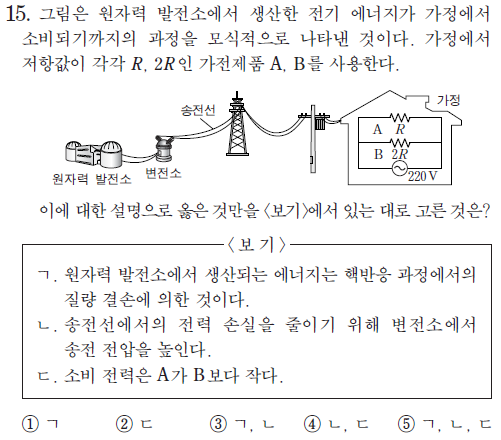 15. 그림은 원자력 발전소에서 생산한 전기 에너지가 가정에서
소비되기까지의 과정을 모식적으로 나타낸 것이다. 가정에서
저항값이 각각 R, 2R인 가전제품 A, B를 사용한다.
송전선
가정
A R
B 2R
220 V
원자력 발전소
변전소
이에 대한 설명으로 옳은 것만을 <보기>에서 있는 대로 고른 것은?
<보 기>
ㄱ. 원자력 발전소에서 생산되는 에너지는 핵반응 과정에서의
질량 결손에 의한 것이다.
ㄴ. 송전선에서의 전력 손실을 줄이기 위해 변전소에서
송전 전압을 높인다.
ㄷ. 소비 전력은 A가 B보다 작다.
① ㄱ ② ㄷ ③ ㄱ, ㄴ ④ ㄴ, ㄷ ⑤ ㄱ, ㄴ, ㄷ